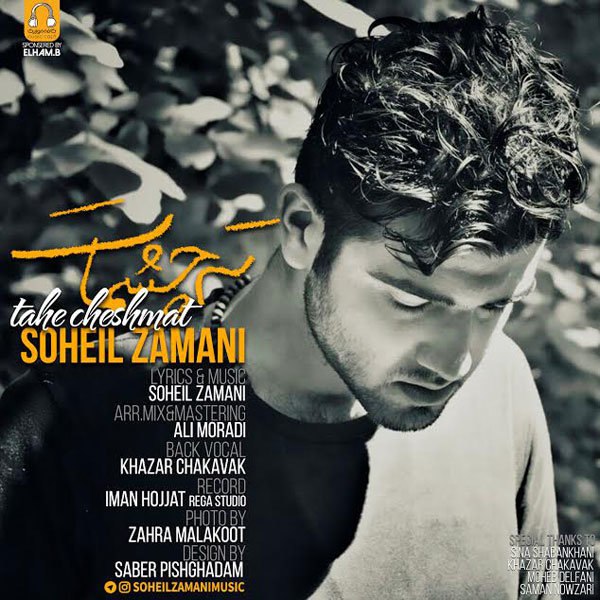 SPONSERED BY
ELHAM.B
ته چشمات
tahe cheshmat
SOHEIL ZAMANI
LYRICS & MUSIC
SOHEIL ZAMANI
ARR.MIX&MASTERING
ALI MORADI
BACK VOCAL
KHAZAR CHAKAVAK
RECORD
IMAN HOJJAT REGA STUDIO
PHOTO BY
ZAHRA MALAKOOT
DESIGN BY
SABER PISHGHADAM
SOHEILZAMANIMUSIC
SPECIAL THANKS TO
SINA SHABANKHANI
KHAZAR CHAKAVAK
MOHEB DELFANI
SAMAN NOWZARI